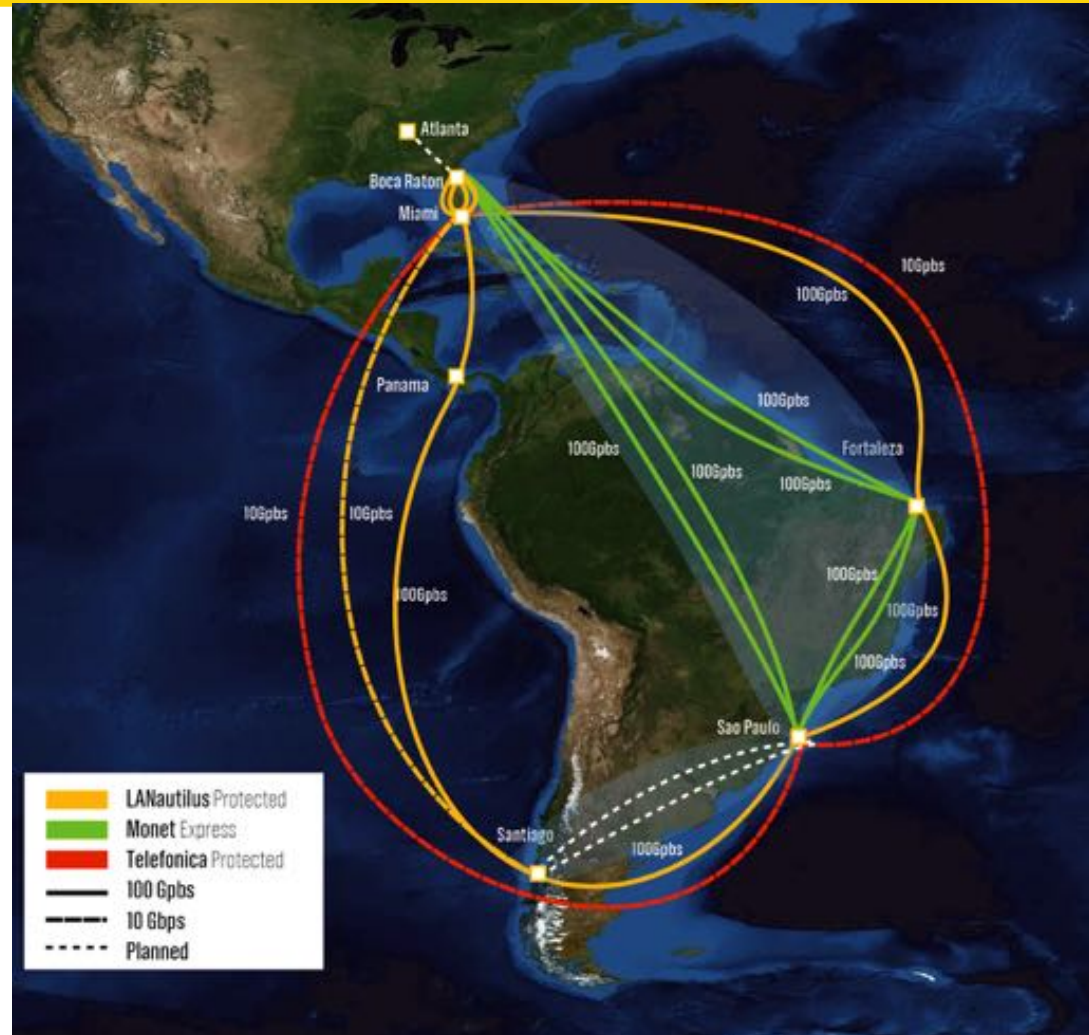 Atlanta
Boca Raton
Miami
10Gpbs
100Gpbs
Panama
100Gpbs
Fortaleza
100Gpbs
100Gpbs
100Gpbs
10Gpbs
10Gpbs
100Gpbs
100Gpbs
100Gpbs
100Gpbs
Sao Paulo
Santiago
100Gpbs
LANautilus Protected
Monet Express
Telefonica Protected
100 Gpbs
10 Gbps
Planned